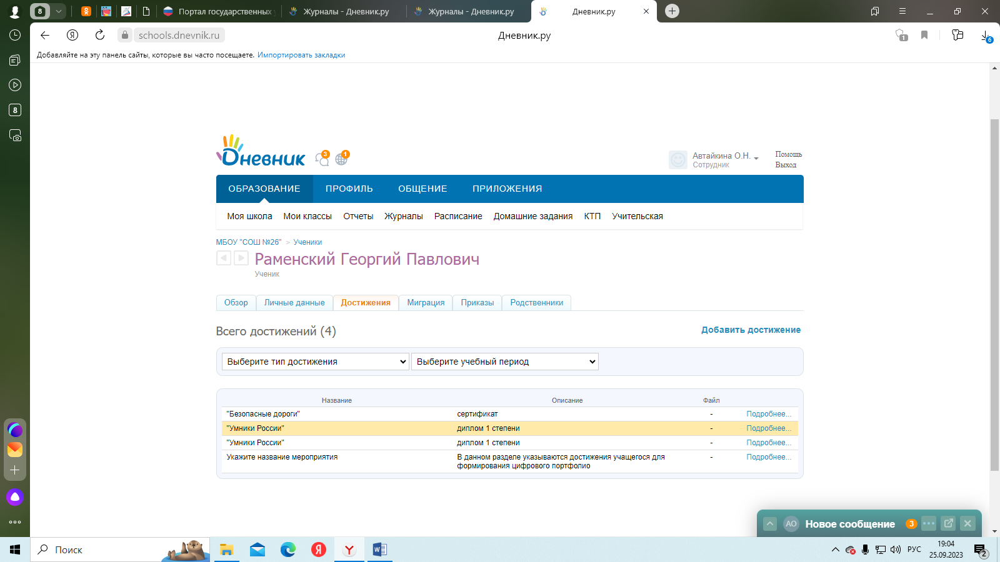 8
Портал государственных
Журналы - Дневник.ру
Журналы - Дневник.ру
Дневник.ру
schools.dnevnik.ru
Дневник.ру
1
6
Добавляйте на эту панель сайты, которые вы часто посещаете. Импортировать закладки
8
Дневник
3
1
Автайкина О.Н.
Сотрудник
Помощь
Выход
ОБРАЗОВАНИЕ ПРОФИЛЬ ОБЩЕНИЕ ПРИЛОЖЕНИЯ
Моя школа Мои классы Отчеты Журналы Расписание Домашние задания КТП Учительская
МБОУ "СОШ №26" > Ученики
Раменский Георгий Павлович
Ученик
Обзор Личные данные Достижения Миграция Приказы Родственники
Всего достижений (4)
Добавить достижение
Выберите тип достижения Выберите учебный период
Название Описание Файл
"Безопасные дороги" сертификат - Подробнее...
"Умники России" диплом 1 степени - Подробнее...
"Умники России" диплом 1 степени - Подробнее...
Укажите название мероприятия В данном разделе указываются достижения учащегося для - Подробнее...
формирования цифрового портфолио
АО Новое сообщение 3
Поиск
Я
Y
W
РУС
19:04
25.09.2023
2